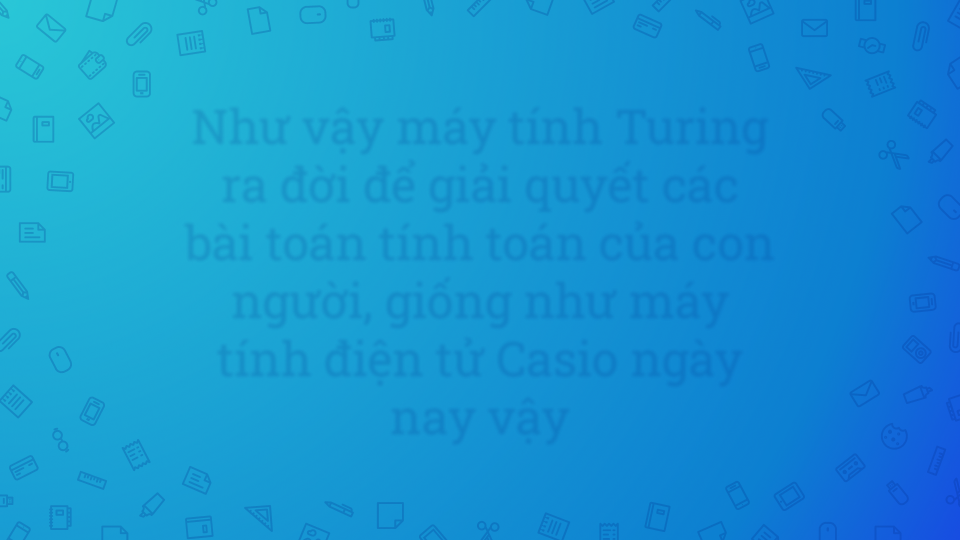 Như vậy máy tính Turing
ra đời để giải quyết các
bài toán tính toán của con
người, giống như máy
tính điện tử Casio ngày
nay vậy